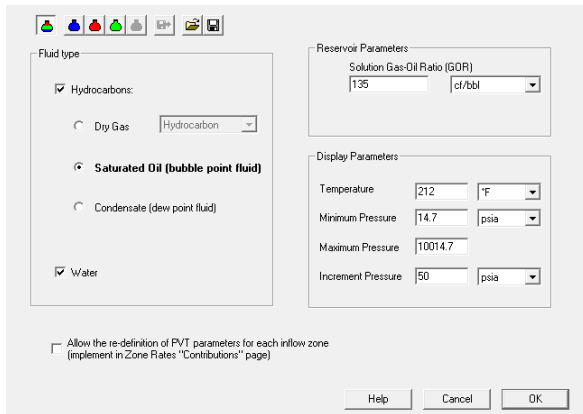 Fluid type
Hydrocarbons:
Dry Gas Hydrocarbon
Saturated Oil (bubble point fluid)
Condensate (dew point fluid)
Water
Reservoir Parameters
Solution Gas-Oil Ratio (GOR)
135 cf/bbl
Display Parameters
Temperature 212 °F
Minimum Pressure 14.7 psia
Maximum Pressure 10014.7
Increment Pressure 50 psia
Allow the re-definition of PVT parameters for each inflow zone
(implement in Zone Rates "Contributions" page)
Help Cancel OK